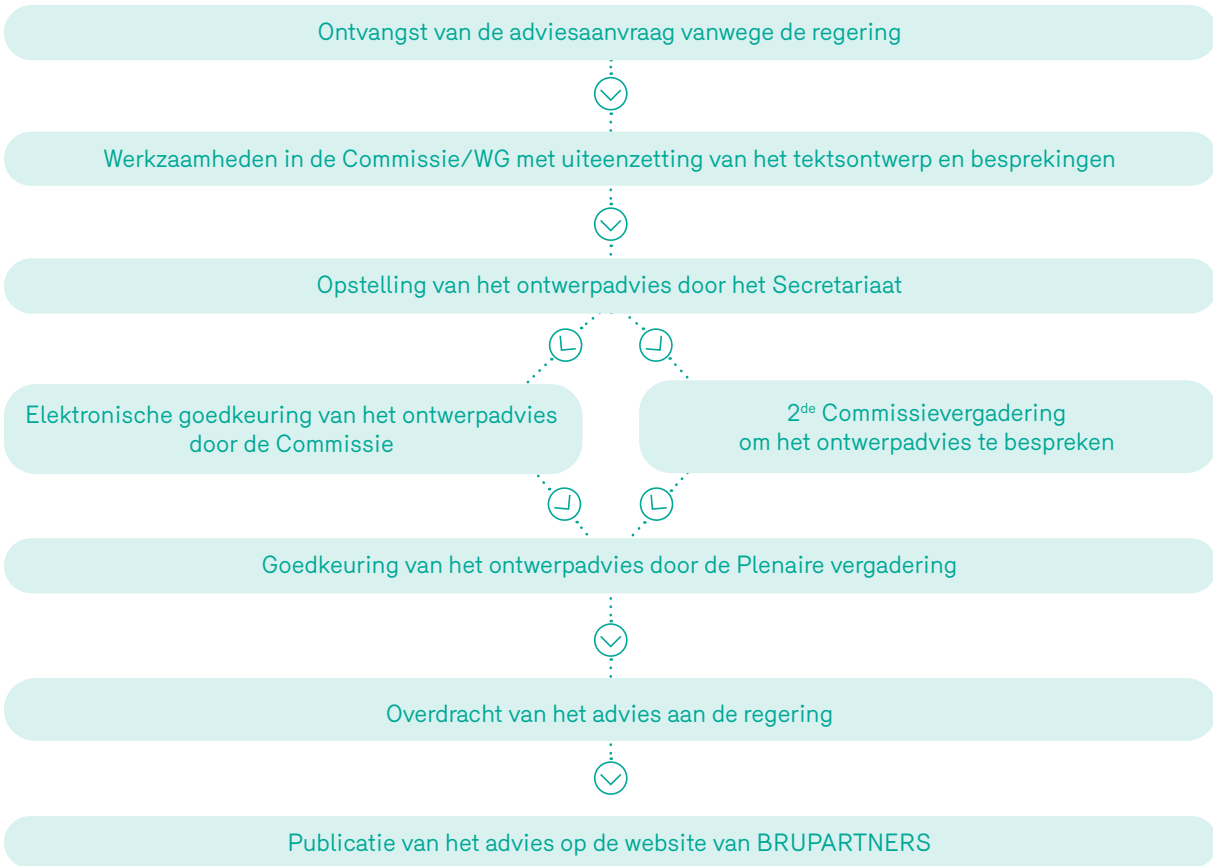 Ontvangst van de adviesaanvraag vanwege de regering
Werkzaamheden in de Commissie/WG met uiteenzetting van het tektsontwerp en besprekingen
Opstelling van het ontwerpadvies door het Secretariaat
Elektronische goedkeuring van het ontwerpadvies
door de Commissie
2de Commissievergadering
om het ontwerpadvies te bespreken
Goedkeuring van het ontwerpadvies door de Plenaire vergadering
Overdracht van het advies aan de regering
Publicatie van het advies op de website van BRUPARTNERS